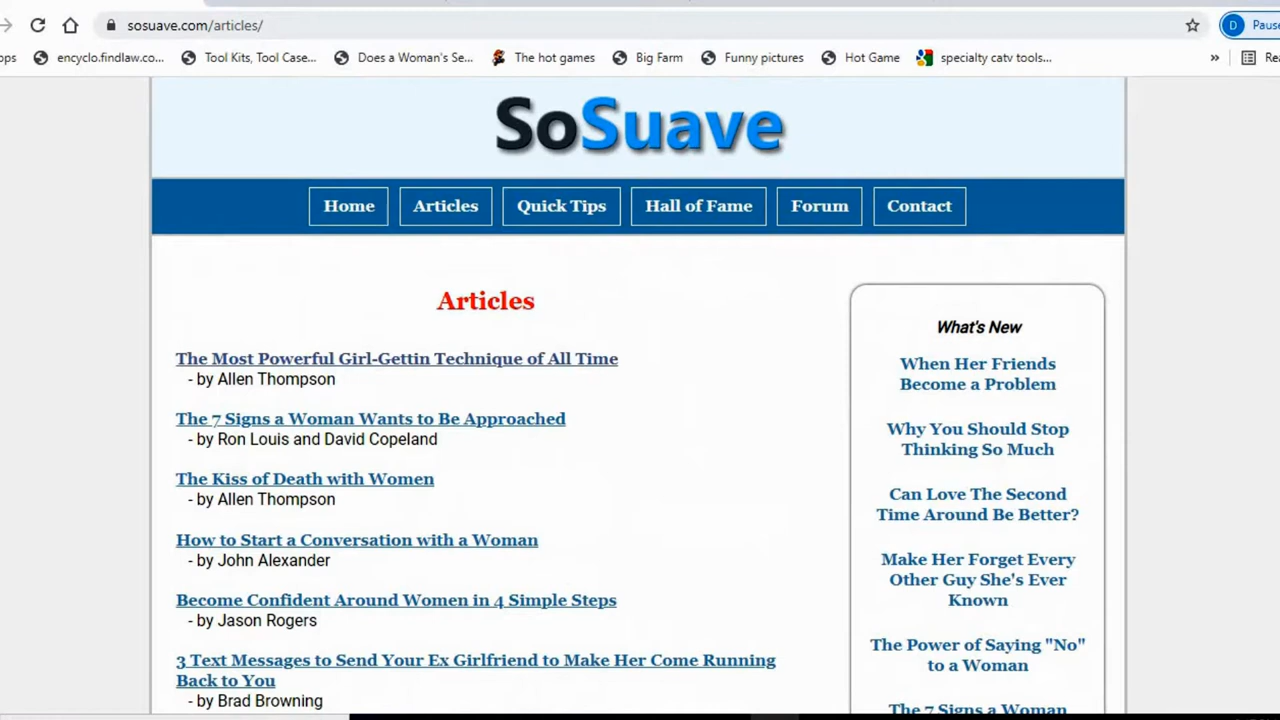 sosuave.com/articles/
D Pause
ops encyclo.findlaw.co... Tool Kits, Tool Case... Does a Woman's Se... The hot games Big Farm Funny pictures Hot Game specialty catv tools... » Rea
SoSuave
Home Articles Quick Tips Hall of Fame Forum Contact
Articles
The Most Powerful Girl-Gettin Technique of All Time
- by Allen Thompson
The 7 Signs a Woman Wants to Be Approached
- by Ron Louis and David Copeland
The Kiss of Death with Women
- by Allen Thompson
How to Start a Conversation with a Woman
- by John Alexander
Become Confident Around Women in 4 Simple Steps
- by Jason Rogers
3 Text Messages to Send Your Ex Girlfriend to Make Her Come Running
Back to You
- by Brad Browning
What's New
When Her Friends
Become a Problem
Why You Should Stop
Thinking So Much
Can Love The Second
Time Around Be Better?
Make Her Forget Every
Other Guy She's Ever
Known
The Power of Saying "No"
to a Woman
The 7 Signs a Woman